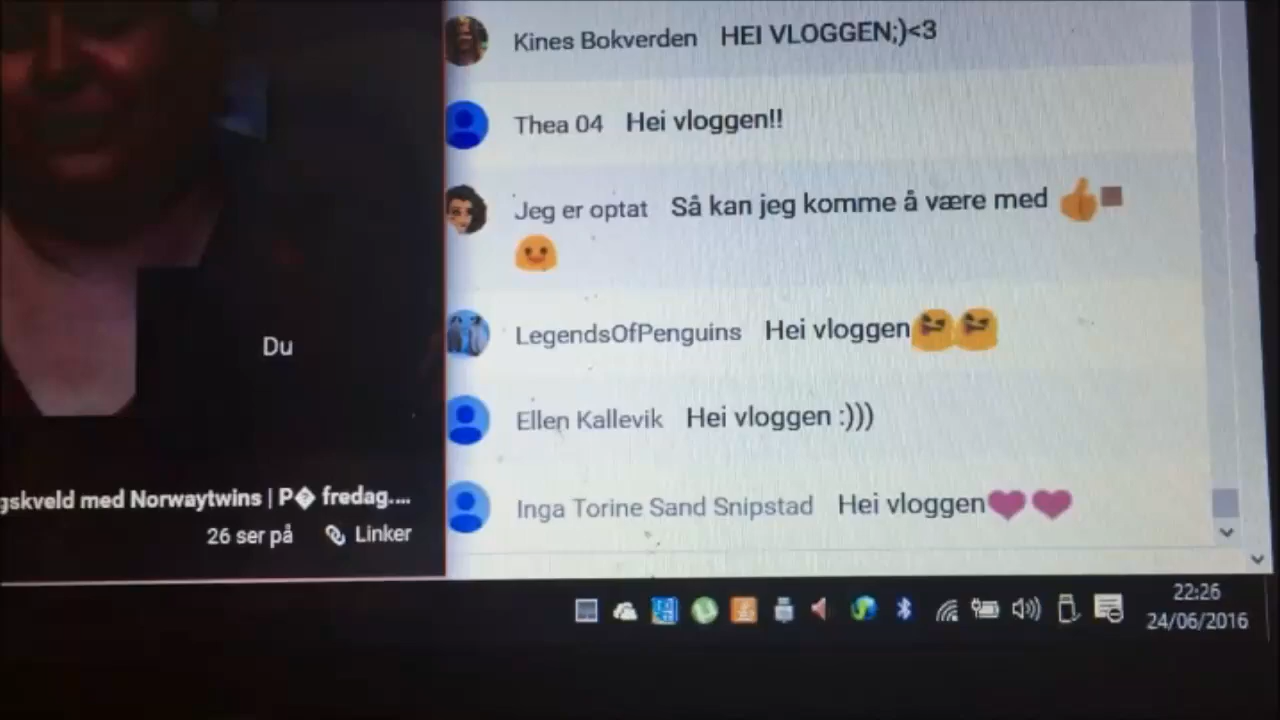 Kines Bokverden HEI VLOGGEN;)<3
Thea 04 Hei vloggen!!
Jeg er optat Så kan jeg komme å være med
LegendsOfPenguins Hei vloggen
Ellen Kallevik Hei vloggen :)))
Inga Torine Sand Snipstad Hei vloggen
Du
gskveld med Norwaytwins | P� fredag....
26 ser på Linker
22:26
24/06/2016